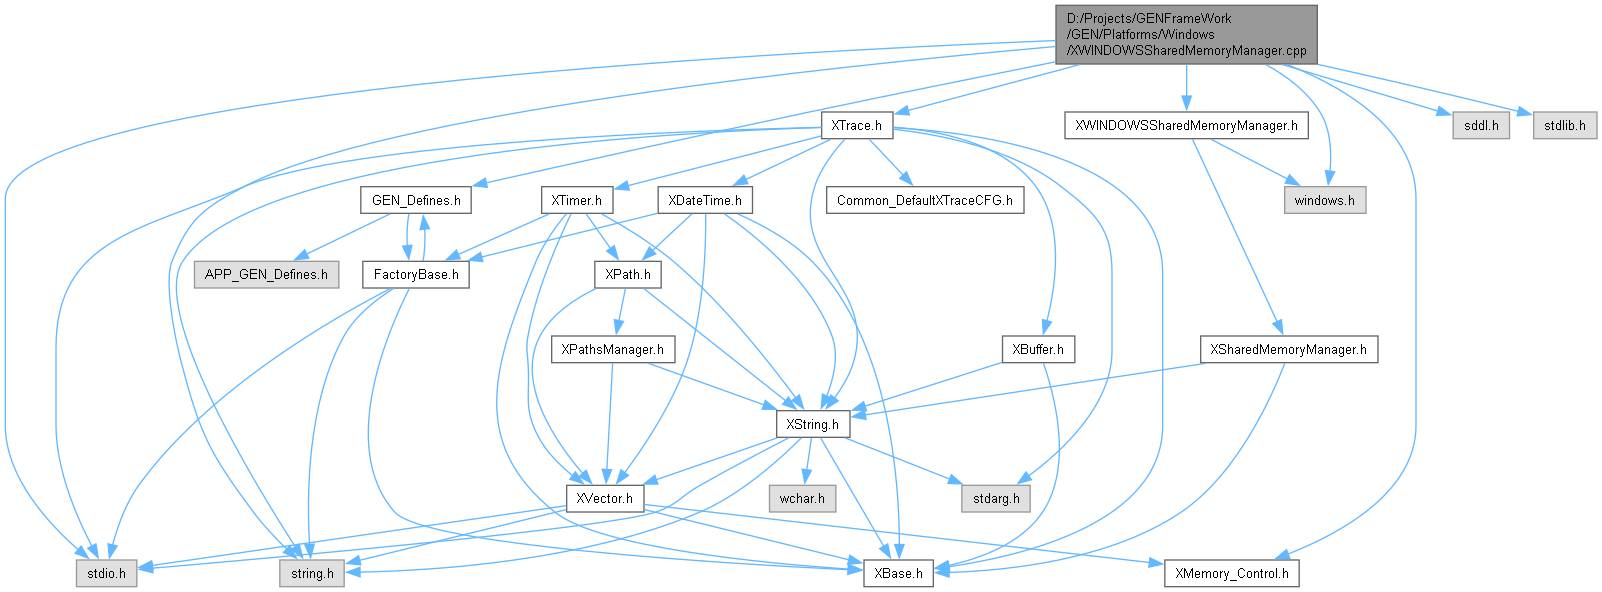 D:/Projects/GENFrameWork
/GEN/Platforms/Windows
/XWINDOWSSharedMemoryManager.cpp
XTrace.h
XWINDOWSSharedMemoryManager.h
sddl.h
stdlib.h
GEN_Defines.h
XTimer.h
XDateTime.h
Common_DefaultXTraceCFG.h
windows.h
APP_GEN_Defines.h
FactoryBase.h
XPath.h
XPathsManager.h
XBuffer.h
XSharedMemoryManager.h
XString.h
XVector.h
wchar.h
stdarg.h
stdio.h
string.h
XBase.h
XMemory_Control.h